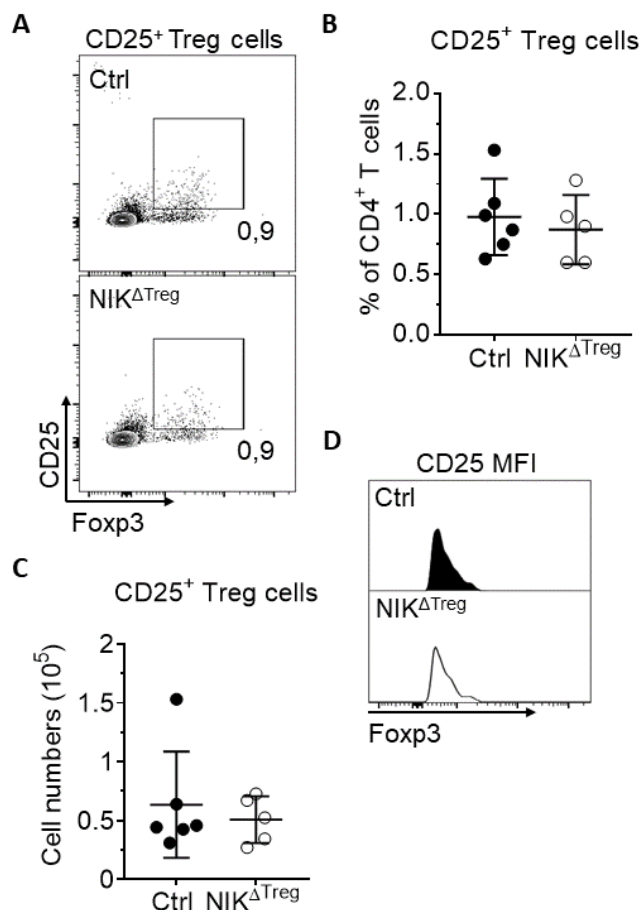 A
CD25⁺ Treg cells
Ctrl
0,9
NIK^ΔTreg
0,9
CD25
Foxp3
B
CD25⁺ Treg cells
% of CD4⁺ T cells
2.0
1.5
1.0
0.5
0.0
Ctrl NIK^ΔTreg
C
CD25⁺ Treg cells
Cell numbers (10⁵)
2
1.5
1
0.5
0
Ctrl NIK^ΔTreg
D
CD25 MFI
Ctrl
NIK^ΔTreg
Foxp3